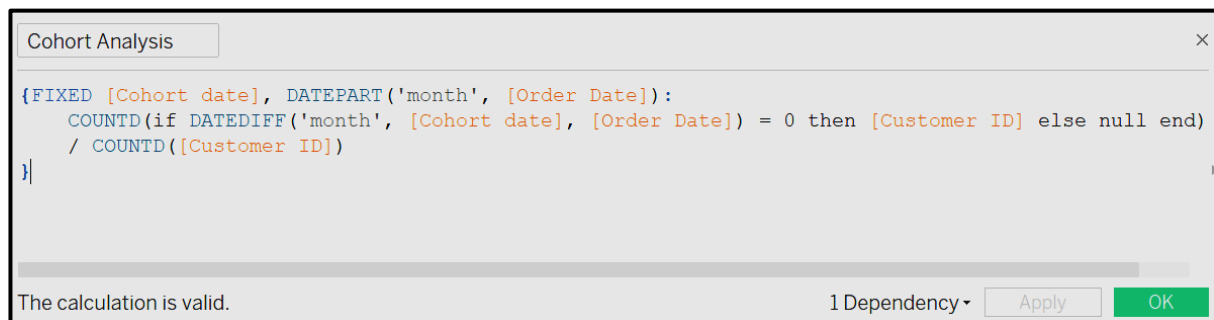 Cohort Analysis ×
{FIXED [Cohort date], DATEPART('month', [Order Date]):
    COUNTD(if DATEDIFF('month', [Cohort date], [Order Date]) = 0 then [Customer ID] else null end)
    / COUNTD([Customer ID])
}
The calculation is valid. 1 Dependency Apply OK